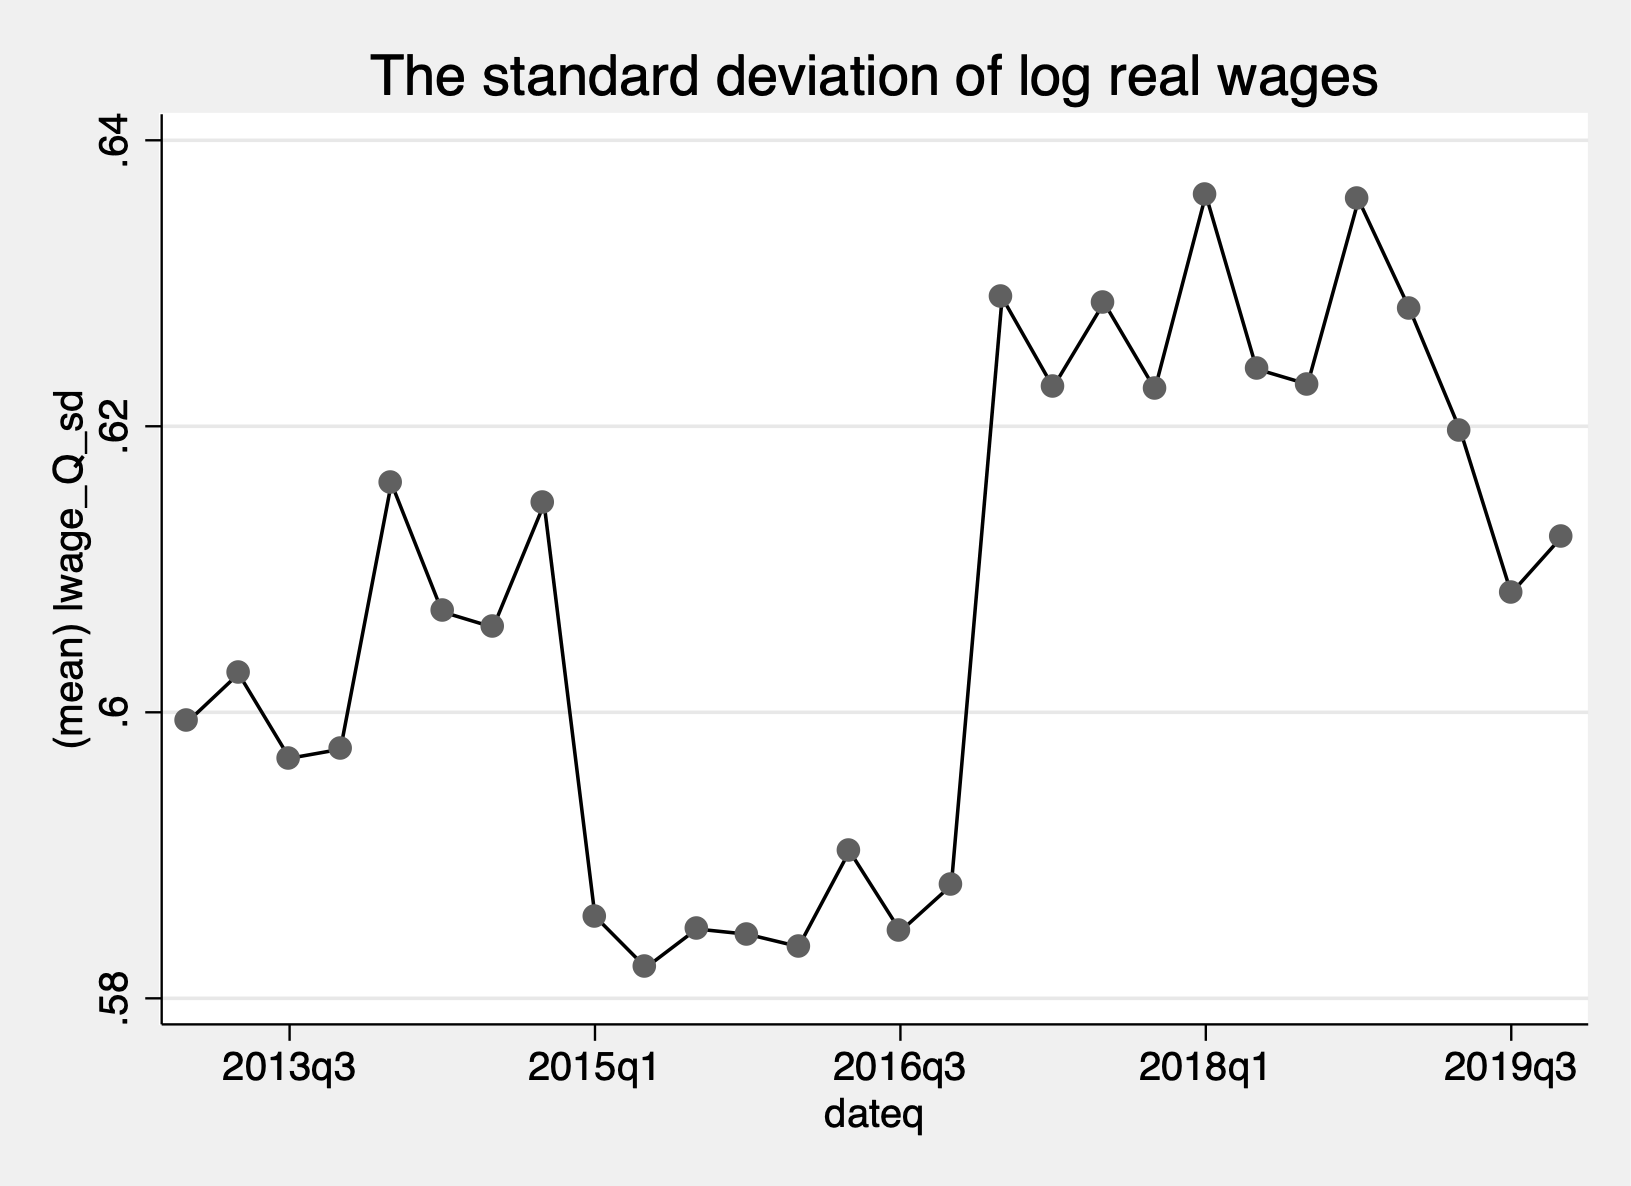 The standard deviation of log real wages
(mean) lwage_Q_sd
.64
.62
.6
.58
2013q3 2015q1 2016q3 2018q1 2019q3
dateq